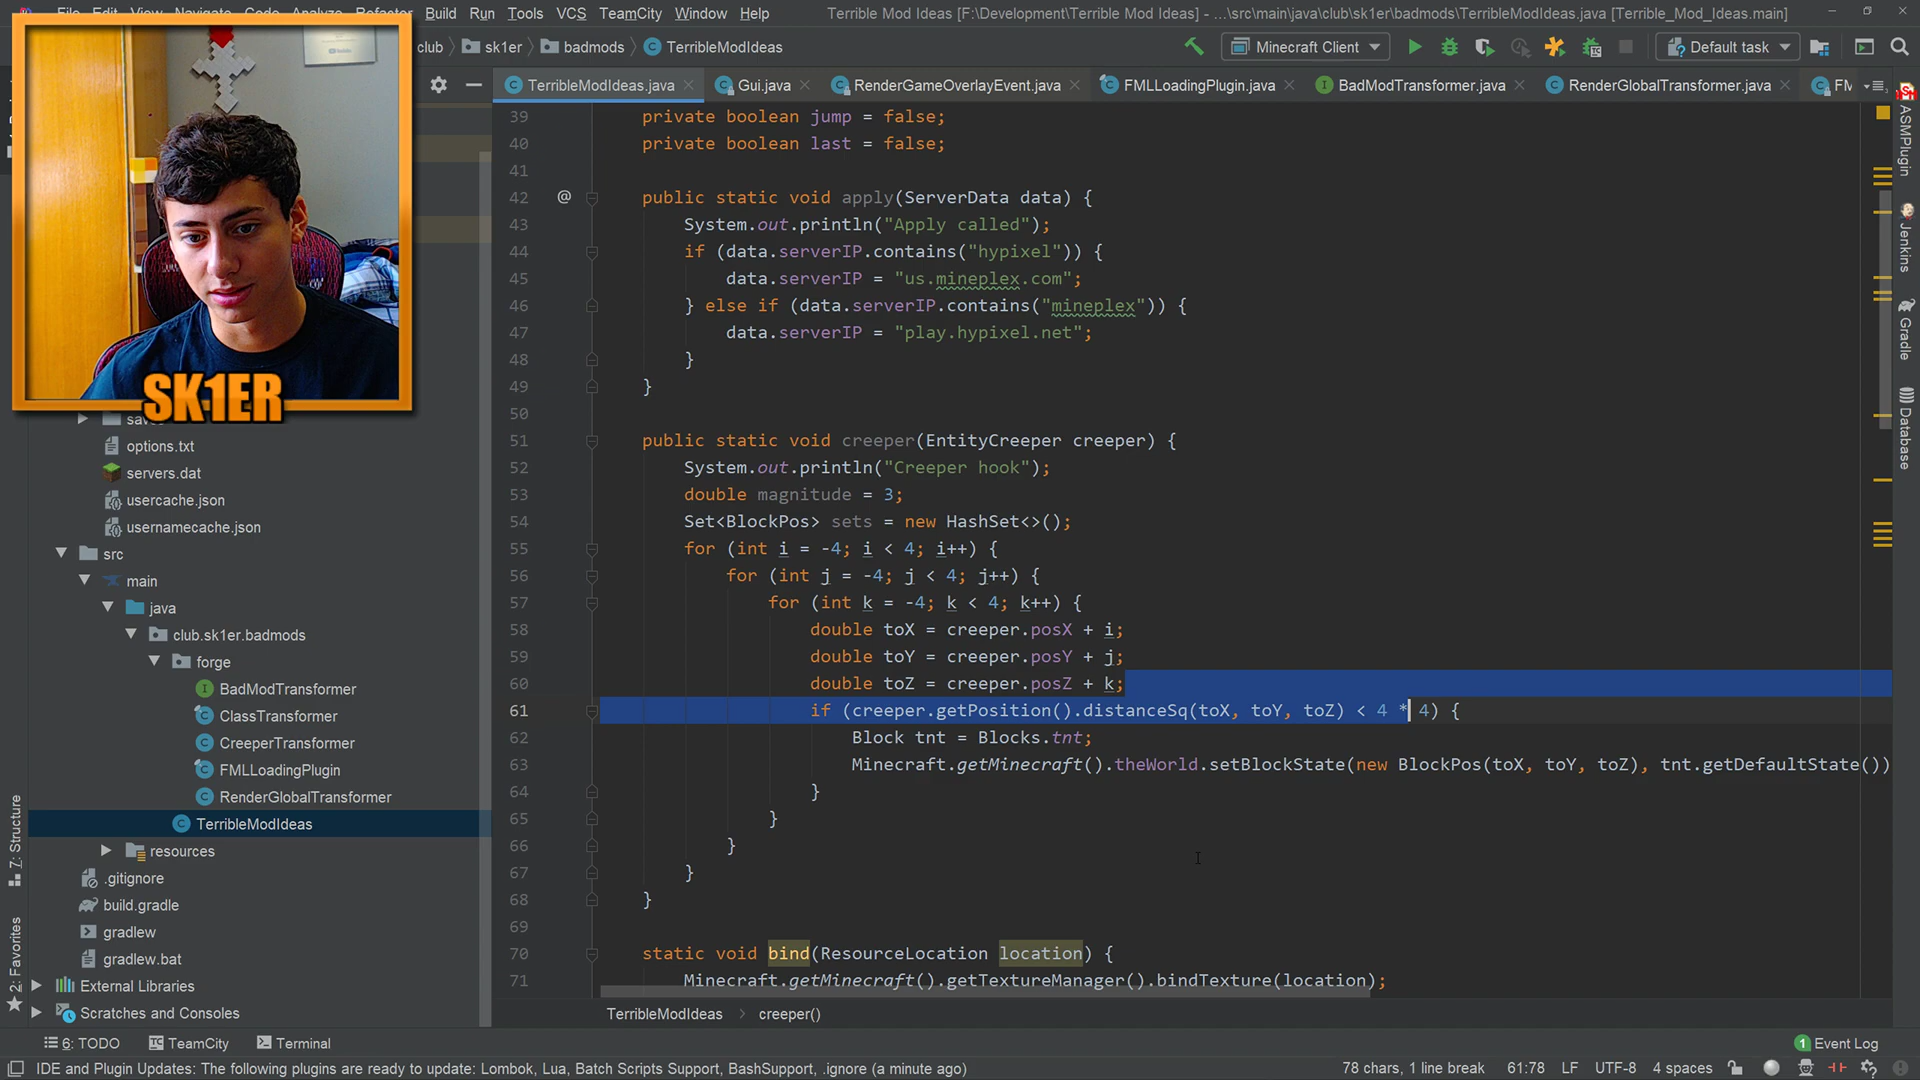 Build Run Tools VCS TeamCity Window Help
Terrible Mod Ideas [F:\Development\Terrible Mod Ideas] - ...\src\main\java\club\sk1er\badmods\TerribleModIdeas.java [Terrible_Mod_Ideas.main]
club sk1er badmods TerribleModIdeas
Minecraft Client
Default task
TerribleModIdeas.java Gui.java RenderGameOverlayEvent.java FMLLoadingPlugin.java BadModTransformer.java RenderGlobalTransformer.java FM
SK1ER
options.txt
servers.dat
usercache.json
usernamecache.json
src
main
java
club.sk1er.badmods
forge
BadModTransformer
ClassTransformer
CreeperTransformer
FMLLoadingPlugin
RenderGlobalTransformer
TerribleModIdeas
resources
.gitignore
build.gradle
gradlew
gradlew.bat
External Libraries
Scratches and Consoles
7: Structure
2: Favorites
39 private boolean jump = false;
40 private boolean last = false;
41
42 @ public static void apply(ServerData data) {
43 System.out.println("Apply called");
44 if (data.serverIP.contains("hypixel")) {
45 data.serverIP = "us.mineplex.com";
46 } else if (data.serverIP.contains("mineplex")) {
47 data.serverIP = "play.hypixel.net";
48 }
49 }
50
51 public static void creeper(EntityCreeper creeper) {
52 System.out.println("Creeper hook");
53 double magnitude = 3;
54 Set<BlockPos> sets = new HashSet<>();
55 for (int i = -4; i < 4; i++) {
56 for (int j = -4; j < 4; j++) {
57 for (int k = -4; k < 4; k++) {
58 double toX = creeper.posX + i;
59 double toY = creeper.posY + j;
60 double toZ = creeper.posZ + k;
61 if (creeper.getPosition().distanceSq(toX, toY, toZ) < 4 * 4) {
62 Block tnt = Blocks.tnt;
63 Minecraft.getMinecraft().theWorld.setBlockState(new BlockPos(toX, toY, toZ), tnt.getDefaultState())
64 }
65 }
66 }
67 }
68 }
69
70 static void bind(ResourceLocation location) {
71 Minecraft.getMinecraft().getTextureManager().bindTexture(location);
ASMPlugin
Jenkins
Gradle
Database
TerribleModIdeas creeper()
6: TODO TeamCity Terminal
1 Event Log
IDE and Plugin Updates: The following plugins are ready to update: Lombok, Lua, Batch Scripts Support, BashSupport, .ignore (a minute ago)
78 chars, 1 line break 61:78 LF UTF-8 4 spaces